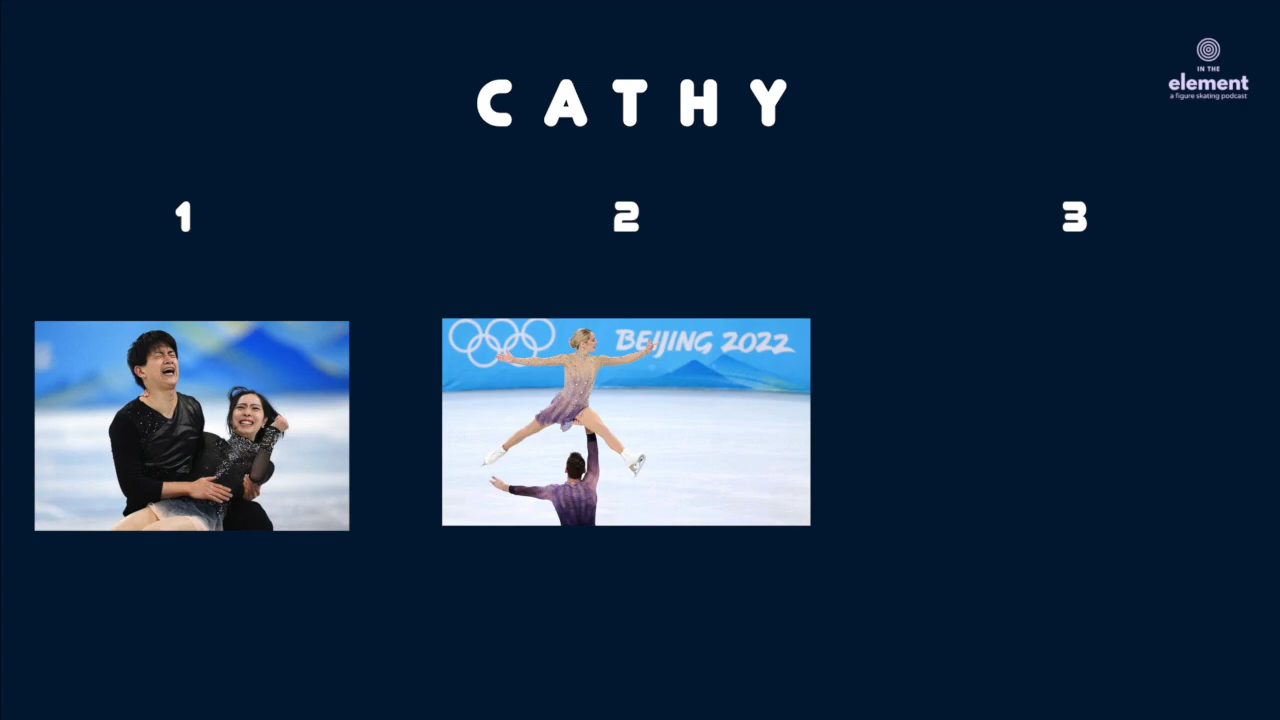 CATHY
IN THE
element
a figure skating podcast
1
2
3
BEIJING 2022